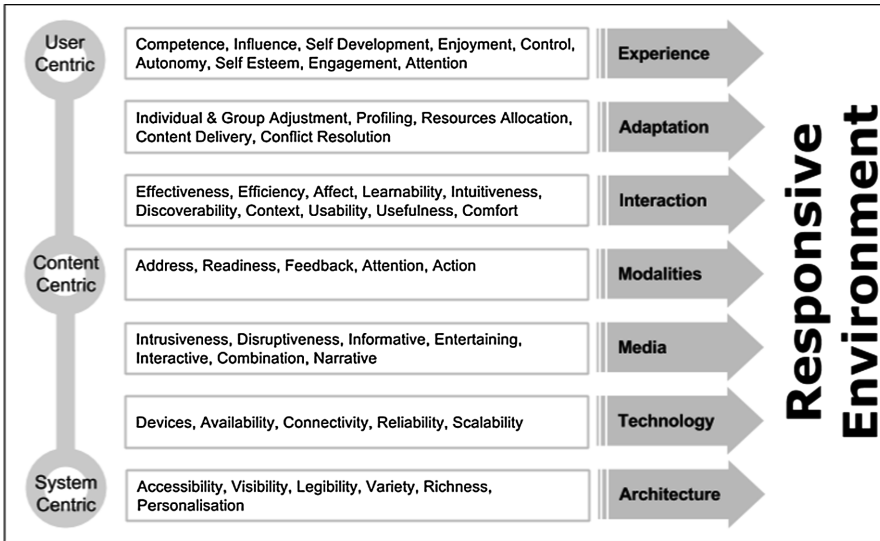 User
Centric
Competence, Influence, Self Development, Enjoyment, Control,
Autonomy, Self Esteem, Engagement, Attention
Experience
Individual & Group Adjustment, Profiling, Resources Allocation,
Content Delivery, Conflict Resolution
Adaptation
Effectiveness, Efficiency, Affect, Learnability, Intuitiveness,
Discoverability, Context, Usability, Usefulness, Comfort
Interaction
Content
Centric
Address, Readiness, Feedback, Attention, Action
Modalities
Intrusiveness, Disruptiveness, Informative, Entertaining,
Interactive, Combination, Narrative
Media
Devices, Availability, Connectivity, Reliability, Scalability
Technology
System
Centric
Accessibility, Visibility, Legibility, Variety, Richness,
Personalisation
Architecture
Responsive
Environment